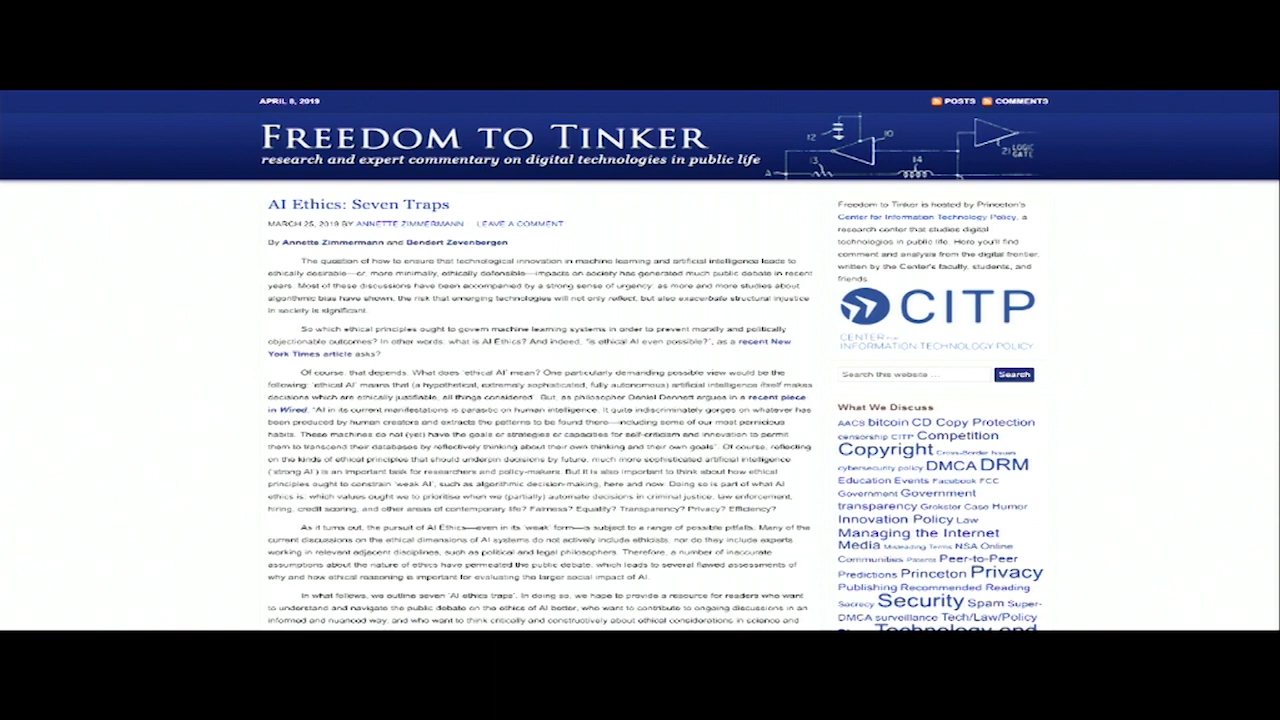 APRIL 8, 2019
POSTS COMMENTS
FREEDOM TO TINKER
research and expert commentary on digital technologies in public life
12
10
13
14
21 LOGIC
GATE
A
AI Ethics: Seven Traps
MARCH 25, 2019 BY ANNETTE ZIMMERMANN LEAVE A COMMENT
By Annette Zimmermann and Bendert Zevenbergen
The question of how to ensure that technological innovation in machine learning and artificial intelligence leads to
ethically desirable—or, more minimally, ethically defensible—impacts on society has generated much public debate in recent
years. Most of these discussions have been accompanied by a strong sense of urgency: as more and more studies about
algorithmic bias have shown, the risk that emerging technologies will not only reflect, but also exacerbate structural injustice
in society is significant.
So which ethical principles ought to govern machine learning systems in order to prevent morally and politically
objectionable outcomes? In other words: what is AI Ethics? And indeed, "is ethical AI even possible?", as a recent New
York Times article asks?
Of course, that depends. What does 'ethical AI' mean? One particularly demanding possible view would be the
following: 'ethical AI' means that (a hypothetical, extremely sophisticated, fully autonomous) artificial intelligence itself makes
decisions which are ethically justifiable, all things considered'. But, as philosopher Daniel Dennett argues in a recent piece
in Wired, "AI in its current manifestations is parasitic on human intelligence. It quite indiscriminately gorges on whatever has
been produced by human creators and extracts the patterns to be found there—including some of our most pernicious
habits. These machines do not (yet) have the goals or strategies or capacities for self-criticism and innovation to permit
them to transcend their databases by reflectively thinking about their own thinking and their own goals". Of course, reflecting
on the kinds of ethical principles that should underpin decisions by future, much more sophisticated artificial intelligence
('strong AI') is an important task for researchers and policy-makers. But it is also important to think about how ethical
principles ought to constrain 'weak AI', such as algorithmic decision-making, here and now. Doing so is part of what AI
ethics is: which values ought we to prioritise when we (partially) automate decisions in criminal justice, law enforcement,
hiring, credit scoring, and other areas of contemporary life? Fairness? Equality? Transparency? Privacy? Efficiency?
As it turns out, the pursuit of AI Ethics—even in its 'weak' form—is subject to a range of possible pitfalls. Many of the
current discussions on the ethical dimensions of AI systems do not actively include ethicists, nor do they include experts
working in relevant adjacent disciplines, such as political and legal philosophers. Therefore, a number of inaccurate
assumptions about the nature of ethics have permeated the public debate, which leads to several flawed assessments of
why and how ethical reasoning is important for evaluating the larger social impact of AI.
In what follows, we outline seven 'AI ethics traps'. In doing so, we hope to provide a resource for readers who want
to understand and navigate the public debate on the ethics of AI better, who want to contribute to ongoing discussions in an
informed and nuanced way, and who want to think critically and constructively about ethical considerations in science and
Freedom to Tinker is hosted by Princeton's
Center for Information Technology Policy, a
research center that studies digital
technologies in public life. Here you'll find
comment and analysis from the digital frontier,
written by the Center's faculty, students, and
friends.
CITP
CENTER FOR
INFORMATION TECHNOLOGY POLICY
Search this website … Search
What We Discuss
AACS bitcoin CD Copy Protection
censorship CITP Competition
Copyright Cross-Border Issues
cybersecurity policy DMCA DRM
Education Events Facebook FCC
Government Government
transparency Grokster Case Humor
Innovation Policy Law
Managing the Internet
Media Misleading Terms NSA Online
Communities Patents Peer-to-Peer
Predictions Princeton Privacy
Publishing Recommended Reading
Secrecy Security Spam Super-
DMCA surveillance Tech/Law/Policy
Technology and